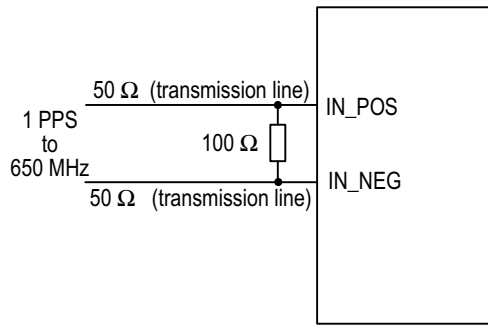 50 Ω (transmission line)
IN_POS
1 PPS
to
650 MHz
100 Ω
IN_NEG
50 Ω (transmission line)